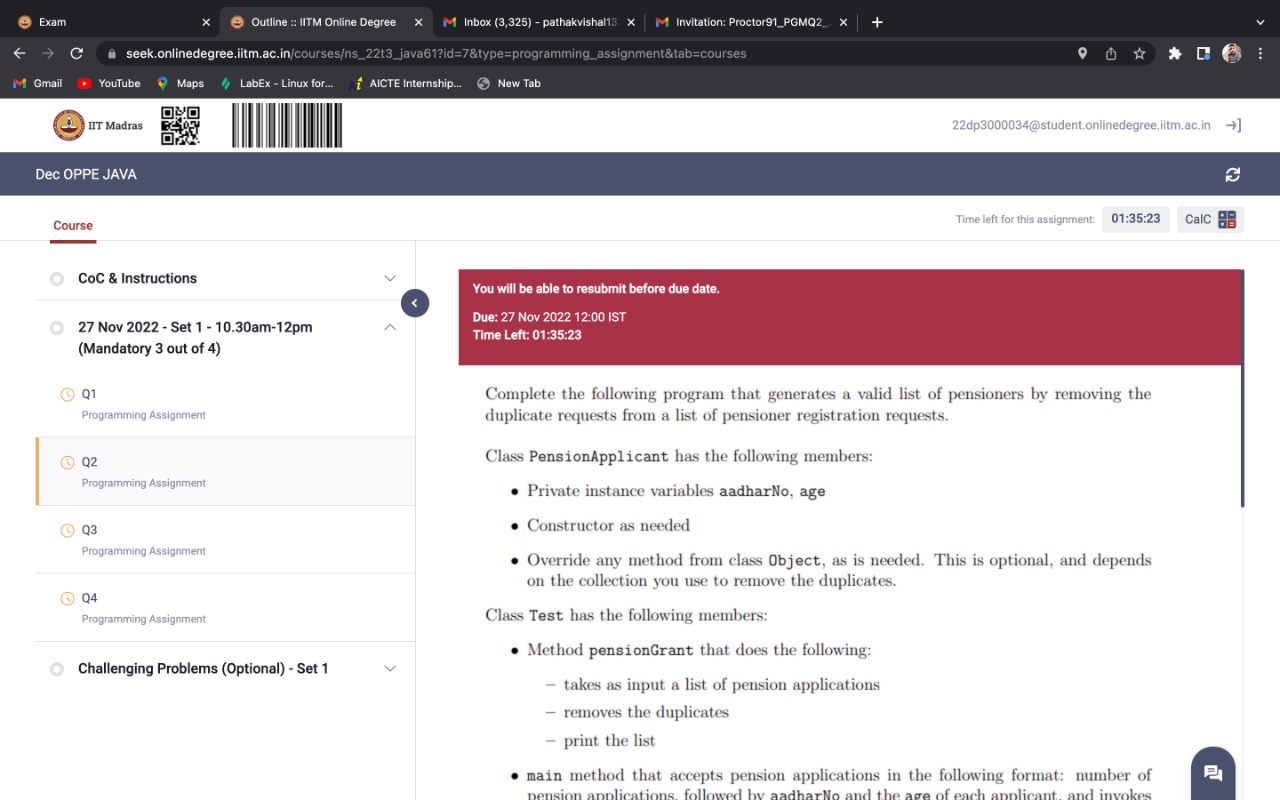 Exam
Outline :: IITM Online Degree
Inbox (3,325) - pathakvishal13
Invitation: Proctor91_PGMQ2_
seek.onlinedegree.iitm.ac.in/courses/ns_22t3_java61?id=7&type=programming_assignment&tab=courses
Gmail
YouTube
Maps
LabEx - Linux for...
AICTE Internship...
New Tab
IIT Madras
22dp3000034@student.onlinedegree.iitm.ac.in
Dec OPPE JAVA
Course
Time left for this assignment: 01:35:23
CalC
CoC & Instructions
27 Nov 2022 - Set 1 - 10.30am-12pm
(Mandatory 3 out of 4)
Q1
Programming Assignment
Q2
Programming Assignment
Q3
Programming Assignment
Q4
Programming Assignment
Challenging Problems (Optional) - Set 1
You will be able to resubmit before due date.
Due: 27 Nov 2022 12:00 IST
Time Left: 01:35:23
Complete the following program that generates a valid list of pensioners by removing the
duplicate requests from a list of pensioner registration requests.
Class PensionApplicant has the following members:
• Private instance variables aadharNo, age
• Constructor as needed
• Override any method from class Object, as is needed. This is optional, and depends
on the collection you use to remove the duplicates.
Class Test has the following members:
• Method pensionGrant that does the following:
– takes as input a list of pension applications
– removes the duplicates
– print the list
• main method that accepts pension applications in the following format: number of
pension applications, followed by aadharNo and the age of each applicant, and invokes